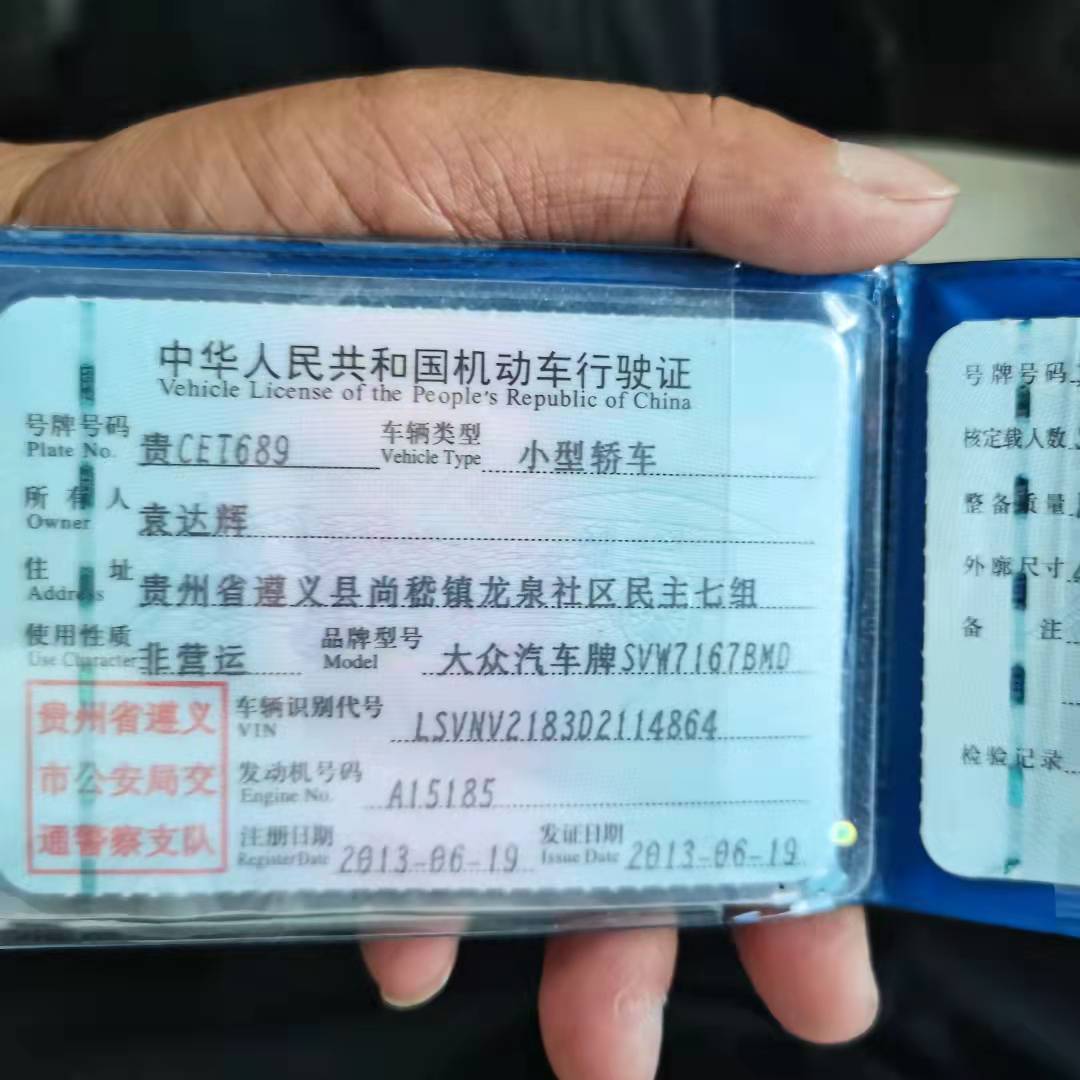 中华人民共和国机动车行驶证
Vehicle License of the People's Republic of China
号牌号码 贵CET689 车辆类型 小型轿车
Plate No. Vehicle Type
所有人 袁达辉
Owner
住址 贵州省遵义县尚嵇镇龙泉社区民主七组
Address
使用性质 非营运 品牌型号 大众汽车牌SVW7167BMD
Use Character Model
贵州省遵义
市公安局交
通警察支队
车辆识别代号 LSVNV2183D2114864
VIN
发动机号码 A15185
Engine No.
注册日期 2013-06-19 发证日期 2013-06-19
Register Date Issue Date
号牌号码
核定载人数
整备质量
外廓尺寸
备注
检验记录